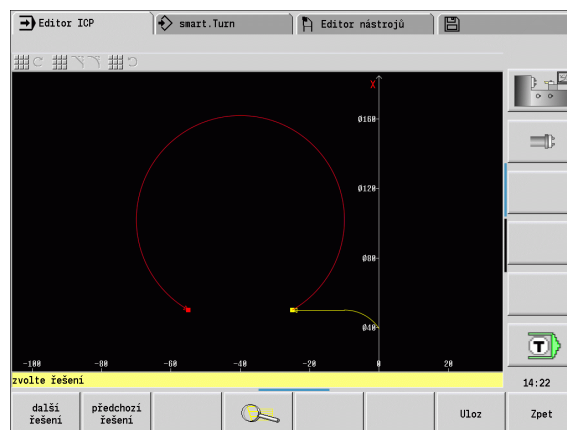 Editor ICP
smart.Turn
Editor nástrojů
X
Ø160
Ø120
Ø80
Ø40
-100 -80 -60 -40 -20 0 20
T
zvolte řešení
14:22
další řešení
předchozí řešení
Uloz
Zpet